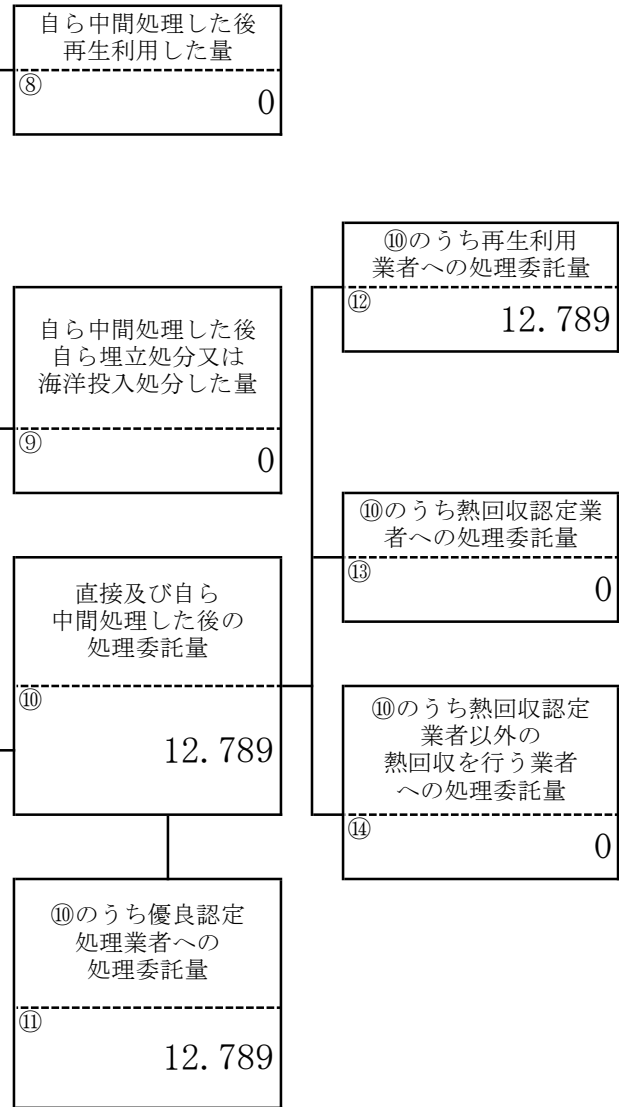 自ら中間処理した後
再生利用した量
⑧
0
自ら中間処理した後
自ら埋立処分又は
海洋投入処分した量
⑨
0
直接及び自ら
中間処理した後の
処理委託量
⑩
12.789
⑩のうち優良認定
処理業者への
処理委託量
⑪
12.789
⑩のうち再生利用
業者への処理委託量
⑫
12.789
⑩のうち熱回収認定業
者への処理委託量
⑬
0
⑩のうち熱回収認定
業者以外の
熱回収を行う業者
への処理委託量
⑭
0